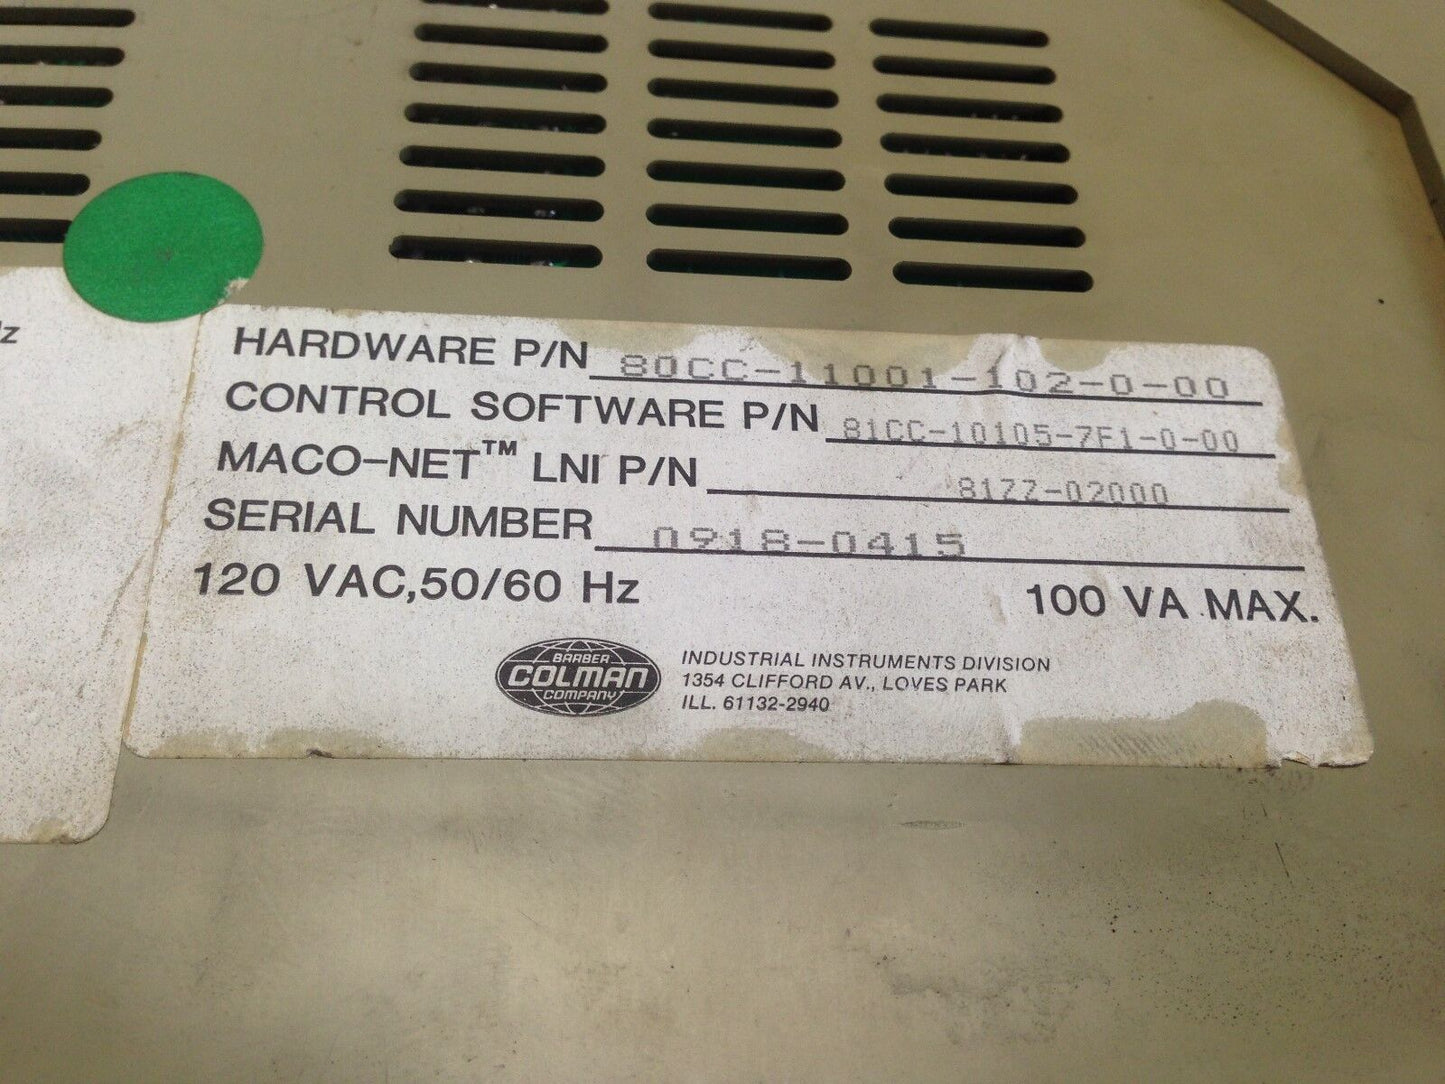 HARDWARE P/N 80CC-11001-102-0-00
CONTROL SOFTWARE P/N 81CC-10105-7F1-0-00
MACO-NET™ LNI P/N 81ZZ-02000
SERIAL NUMBER 0918-0415
120 VAC,50/60 Hz 100 VA MAX.
BARBER
COLMAN
COMPANY
INDUSTRIAL INSTRUMENTS DIVISION
1354 CLIFFORD AV., LOVES PARK
ILL. 61132-2940